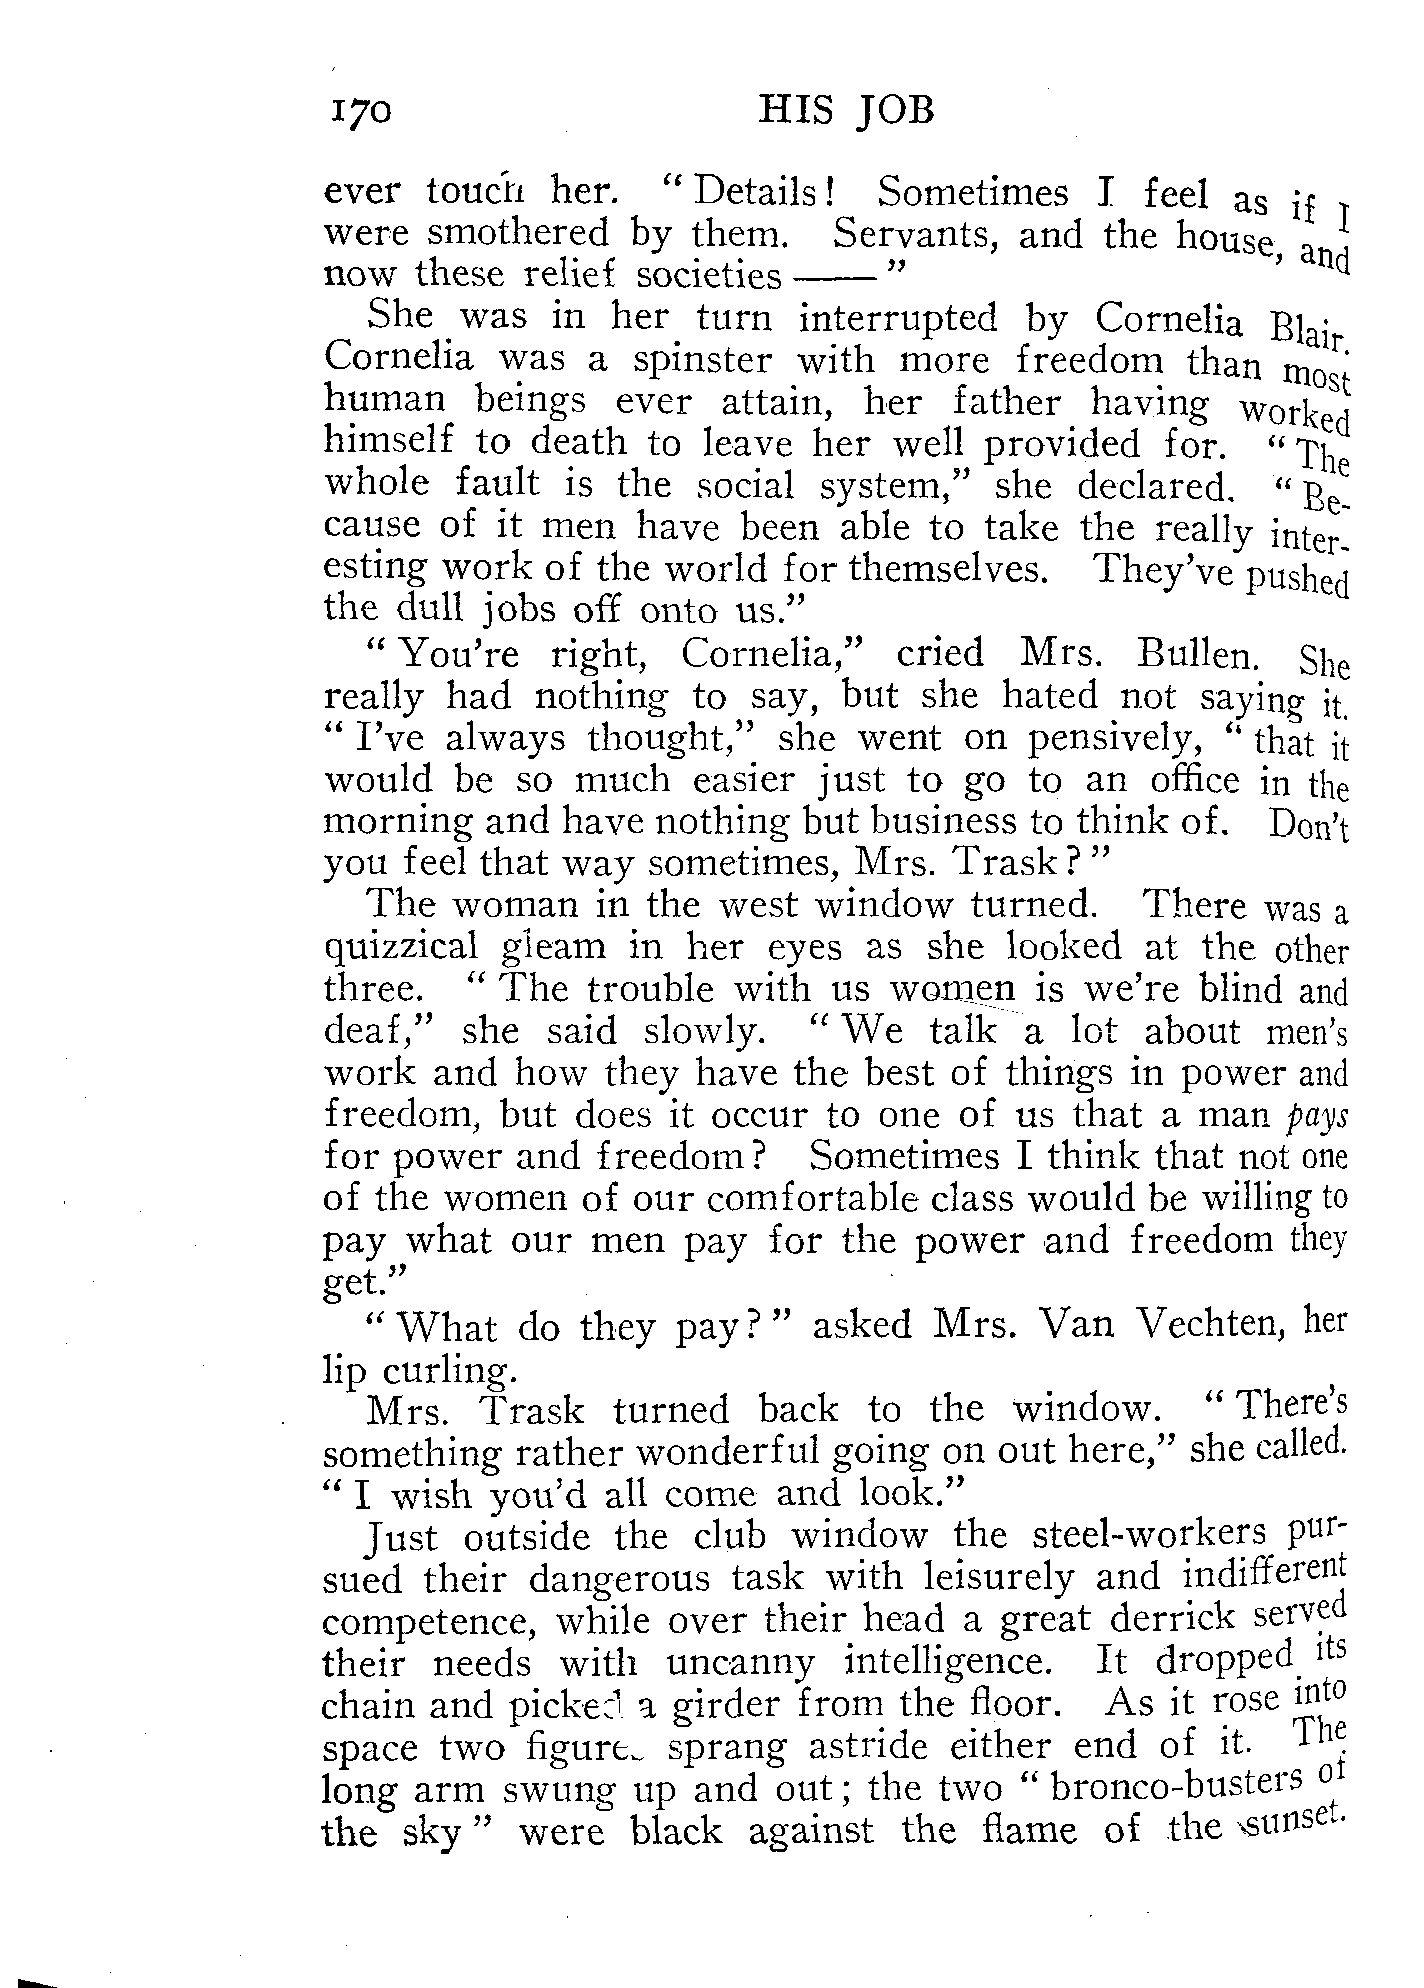 170 HIS JOB
ever touch her. “ Details! Sometimes I feel as if I
were smothered by them. Servants, and the house, and
now these relief societies —— ”
She was in her turn interrupted by Cornelia Blair.
Cornelia was a spinster with more freedom than most
human beings ever attain, her father having worked
himself to death to leave her well provided for. “ The
whole fault is the social system,” she declared. “ Be-
cause of it men have been able to take the really inter-
esting work of the world for themselves. They've pushed
the dull jobs off onto us.”
“ You're right, Cornelia,” cried Mrs. Bullen. She
really had nothing to say, but she hated not saying it.
“ I've always thought,” she went on pensively, “ that it
would be so much easier just to go to an office in the
morning and have nothing but business to think of. Don't
you feel that way sometimes, Mrs. Trask? ”
The woman in the west window turned. There was a
quizzical gleam in her eyes as she looked at the other
three. “ The trouble with us women is we're blind and
deaf,” she said slowly. “ We talk a lot about men's
work and how they have the best of things in power and
freedom, but does it occur to one of us that a man pays
for power and freedom? Sometimes I think that not one
of the women of our comfortable class would be willing to
pay what our men pay for the power and freedom they
get.”
“ What do they pay? ” asked Mrs. Van Vechten, her
lip curling.
Mrs. Trask turned back to the window. “ There's
something rather wonderful going on out here,” she called.
“ I wish you'd all come and look.”
Just outside the club window the steel-workers pur-
sued their dangerous task with leisurely and indifferent
competence, while over their head a great derrick served
their needs with uncanny intelligence. It dropped its
chain and picked a girder from the floor. As it rose into
space two figures sprang astride either end of it. The
long arm swung up and out; the two “ bronco-busters of
the sky ” were black against the flame of the sunset.